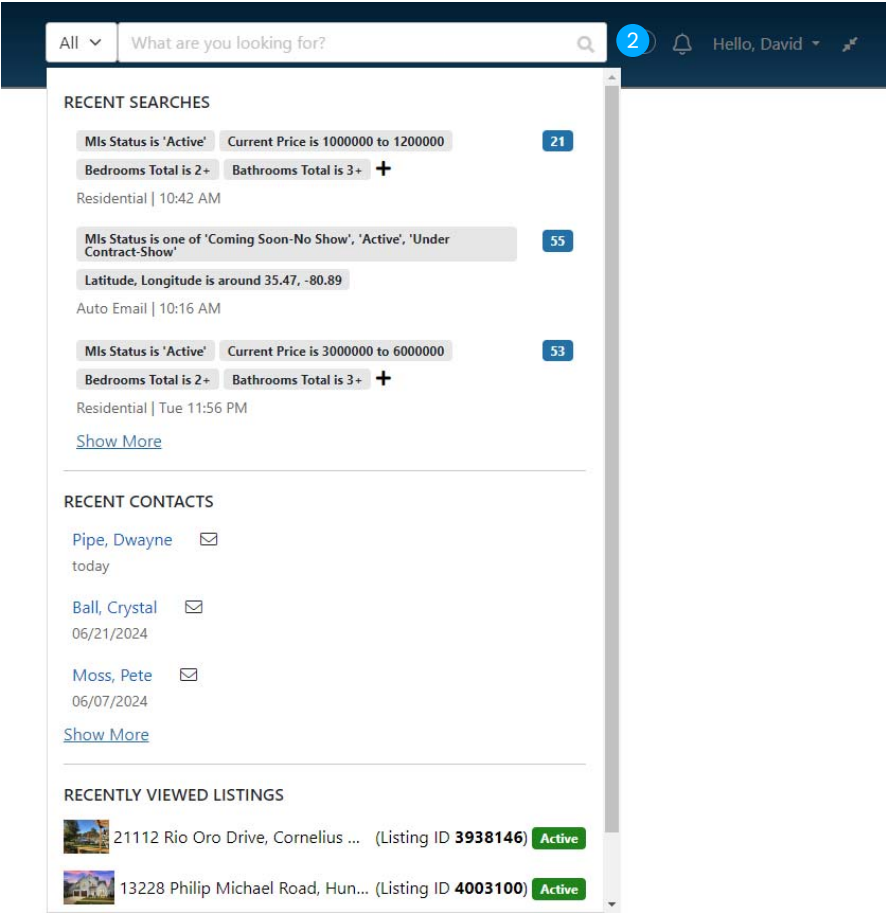 All What are you looking for? 2 Hello, David
RECENT SEARCHES
Mls Status is 'Active' Current Price is 1000000 to 1200000 21
Bedrooms Total is 2+ Bathrooms Total is 3+ +
Residential | 10:42 AM
Mls Status is one of 'Coming Soon-No Show', 'Active', 'Under 55
Contract-Show'
Latitude, Longitude is around 35.47, -80.89
Auto Email | 10:16 AM
Mls Status is 'Active' Current Price is 3000000 to 6000000 53
Bedrooms Total is 2+ Bathrooms Total is 3+ +
Residential | Tue 11:56 PM
Show More
RECENT CONTACTS
Pipe, Dwayne
today
Ball, Crystal
06/21/2024
Moss, Pete
06/07/2024
Show More
RECENTLY VIEWED LISTINGS
21112 Rio Oro Drive, Cornelius ... (Listing ID 3938146) Active
13228 Philip Michael Road, Hun... (Listing ID 4003100) Active